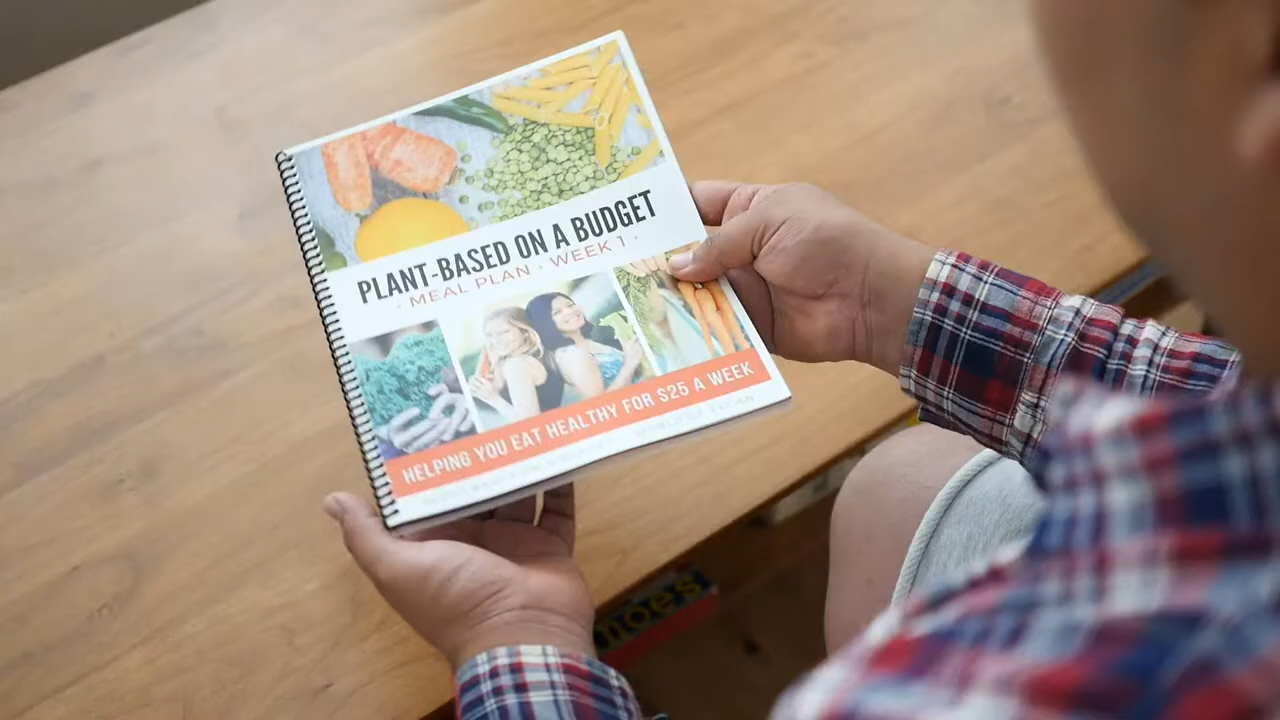 PLANT-BASED ON A BUDGET
· MEAL PLAN · WEEK 1 ·
HELPING YOU EAT HEALTHY FOR $25 A WEEK